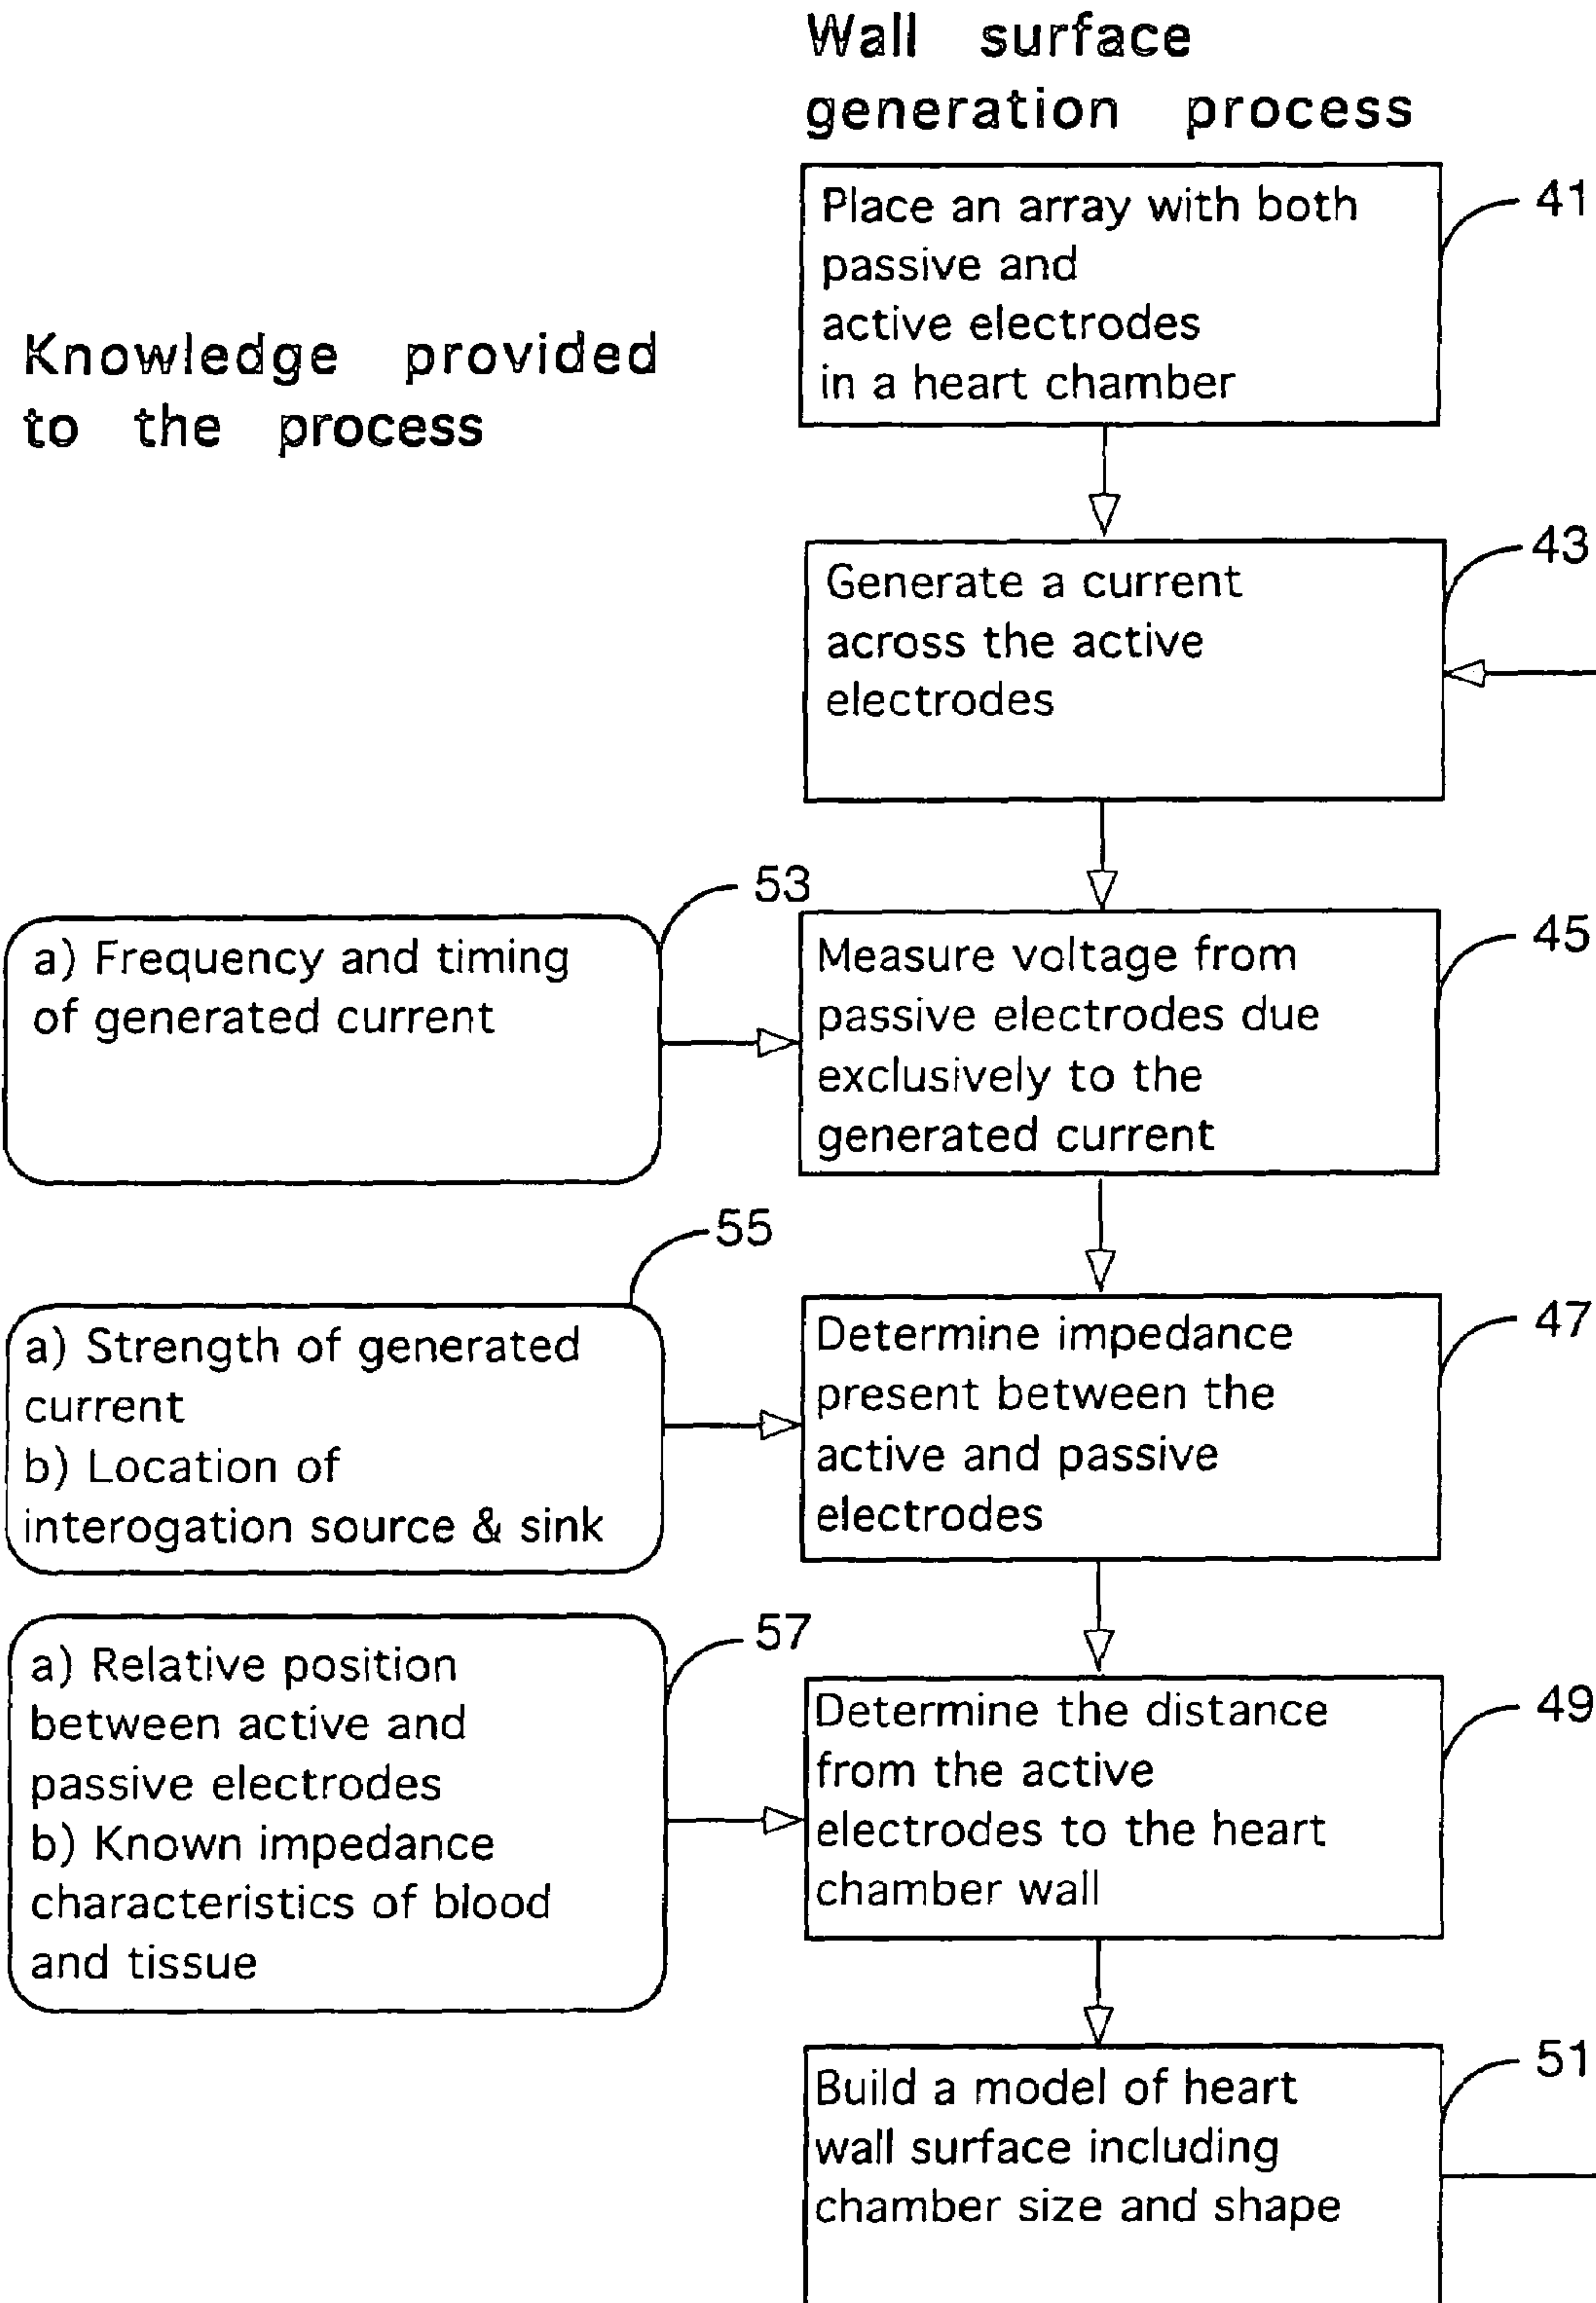 Wall surface
generation process
Place an array with both
passive and
active electrodes
in a heart chamber
41
Knowledge provided
to the process
Generate a current
across the active
electrodes
43
a) Frequency and timing
of generated current
53
Measure voltage from
passive electrodes due
exclusively to the
generated current
45
a) Strength of generated
current
b) Location of
interogation source & sink
55
Determine impedance
present between the
active and passive
electrodes
47
a) Relative position
between active and
passive electrodes
b) Known impedance
characteristics of blood
and tissue
57
Determine the distance
from the active
electrodes to the heart
chamber wall
49
Build a model of heart
wall surface including
chamber size and shape
51